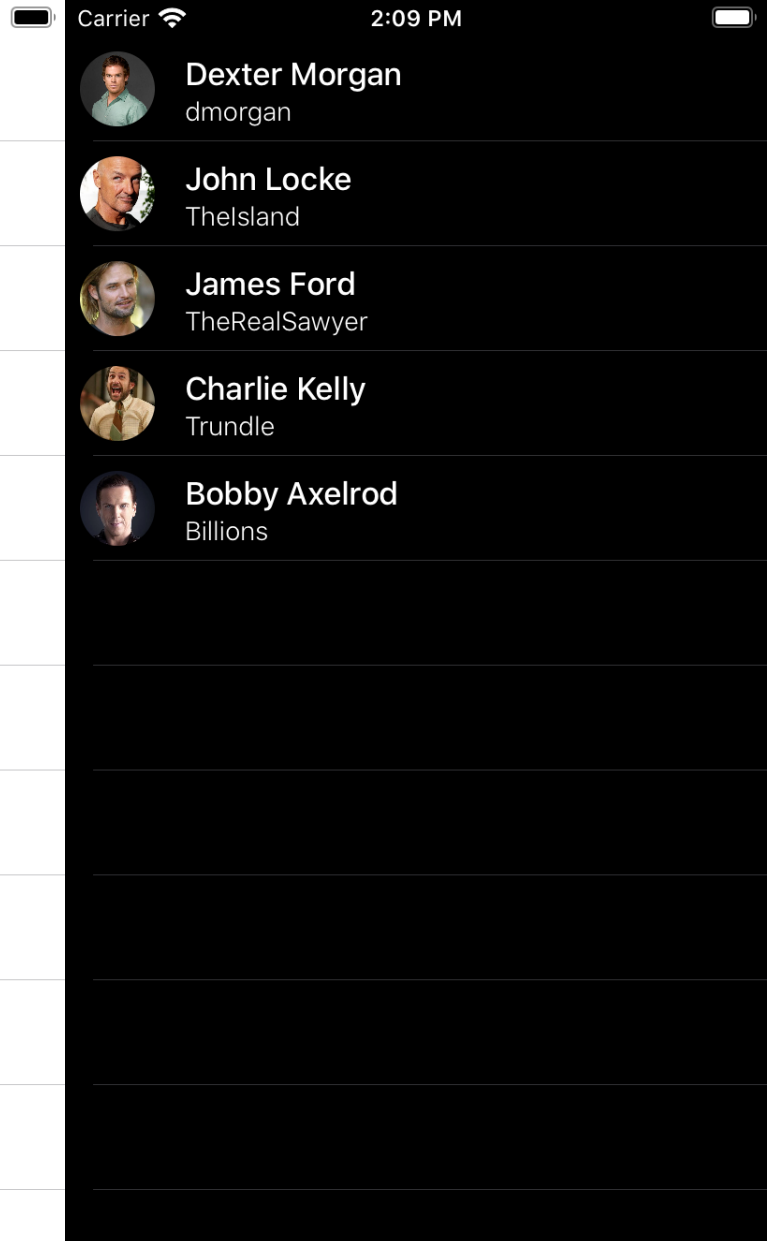 Carrier 2:09 PM
Dexter Morgan
dmorgan
John Locke
TheIsland
James Ford
TheRealSawyer
Charlie Kelly
Trundle
Bobby Axelrod
Billions